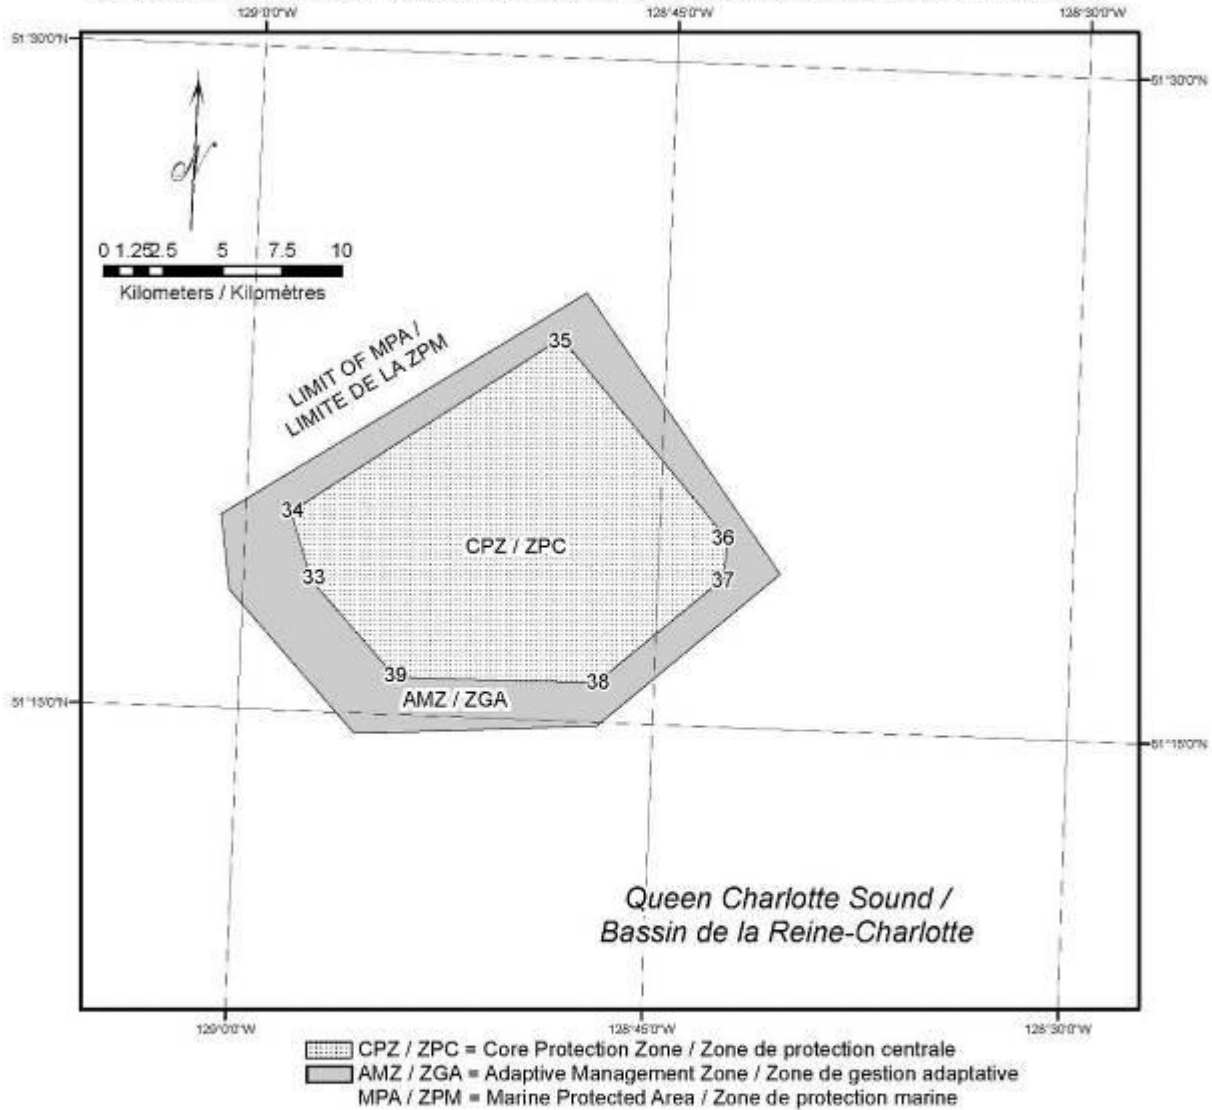 129°0'0"W 128°45'0"W 128°30'0"W
51°30'0"N
51°30'0"N
0 1.25 2.5 5 7.5 10
Kilometers / Kilomètres
LIMIT OF MPA /
LIMITE DE LA ZPM
35
34
36
CPZ / ZPC
33
37
39
38
AMZ / ZGA
51°15'0"N
51°15'0"N
Queen Charlotte Sound /
Bassin de la Reine-Charlotte
129°0'0"W 128°45'0"W 128°30'0"W
CPZ / ZPC = Core Protection Zone / Zone de protection centrale
AMZ / ZGA = Adaptive Management Zone / Zone de gestion adaptative
MPA / ZPM = Marine Protected Area / Zone de protection marine